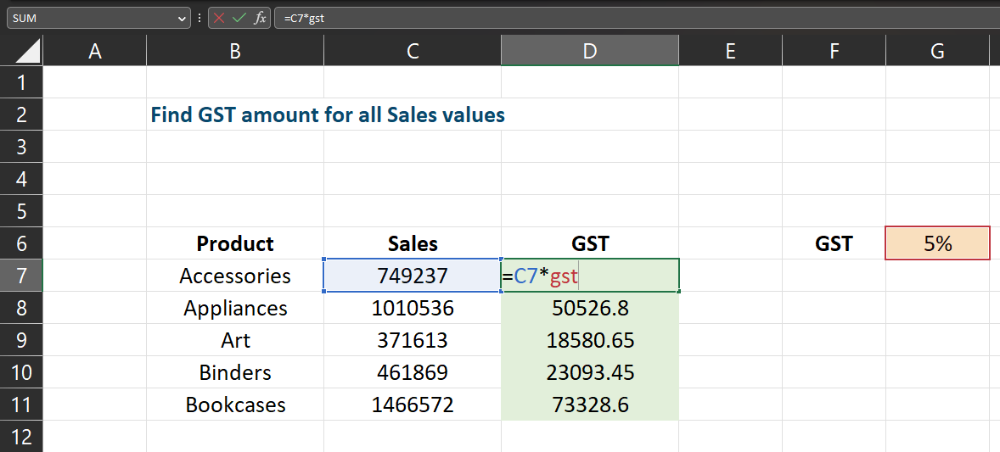 SUM fx =C7*gst
A B C D E F G
1
2 Find GST amount for all Sales values
3
4
5
6 Product Sales GST GST 5%
7 Accessories 749237 =C7*gst
8 Appliances 1010536 50526.8
9 Art 371613 18580.65
10 Binders 461869 23093.45
11 Bookcases 1466572 73328.6
12